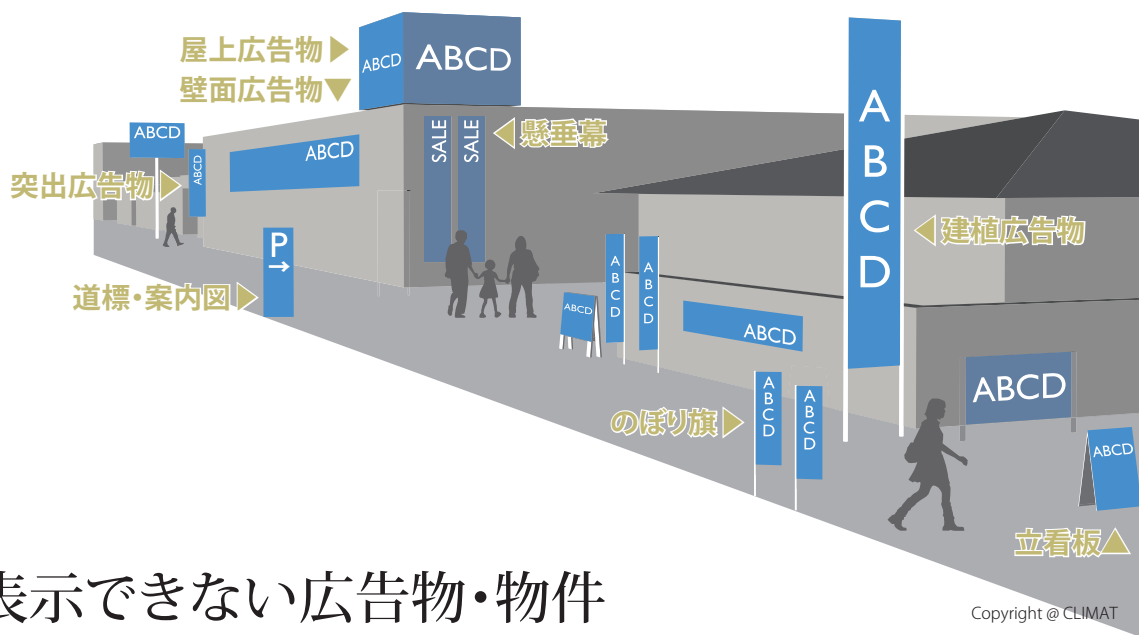 屋上広告物▶
ABCD
ABCD
壁面広告物▼
ABCD
SALE
SALE
◀懸垂幕
ABCD
ABCD
突出広告物▶
A
B
C
D
◀建植広告物
P
→
道標・案内図▶
ABCD
A
B
C
D
A
B
C
D
ABCD
ABCD
のぼり旗▶
A
B
C
D
A
B
C
D
ABCD
立看板▲
表示できない広告物・物件
Copyright @ CLIMAT